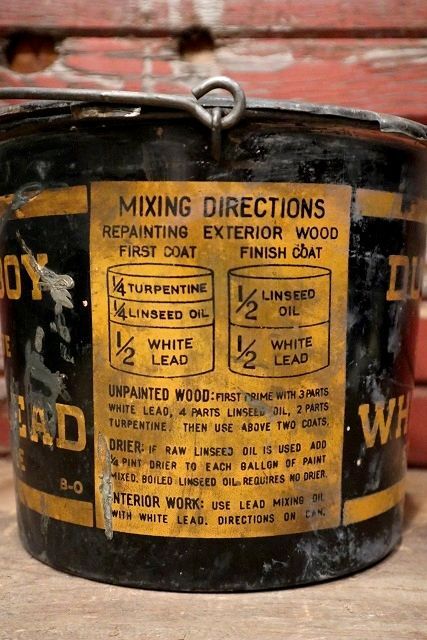 MIXING DIRECTIONS
REPAINTING EXTERIOR WOOD
FIRST COAT FINISH COAT
¼ TURPENTINE
¼ LINSEED OIL
½ WHITE LEAD
½ LINSEED OIL
½ WHITE LEAD
UNPAINTED WOOD: FIRST PRIME WITH 3 PARTS
WHITE LEAD, 4 PARTS LINSEED OIL, 2 PARTS
TURPENTINE. THEN USE ABOVE TWO COATS.
DRIER: IF RAW LINSEED OIL IS USED ADD
PINT DRIER TO EACH GALLON OF PAINT
MIXED. BOILED LINSEED OIL REQUIRES NO DRIER.
INTERIOR WORK: USE LEAD MIXING OIL
WITH WHITE LEAD. DIRECTIONS ON CAN.
BOY
EAD
B-O
DU
WH